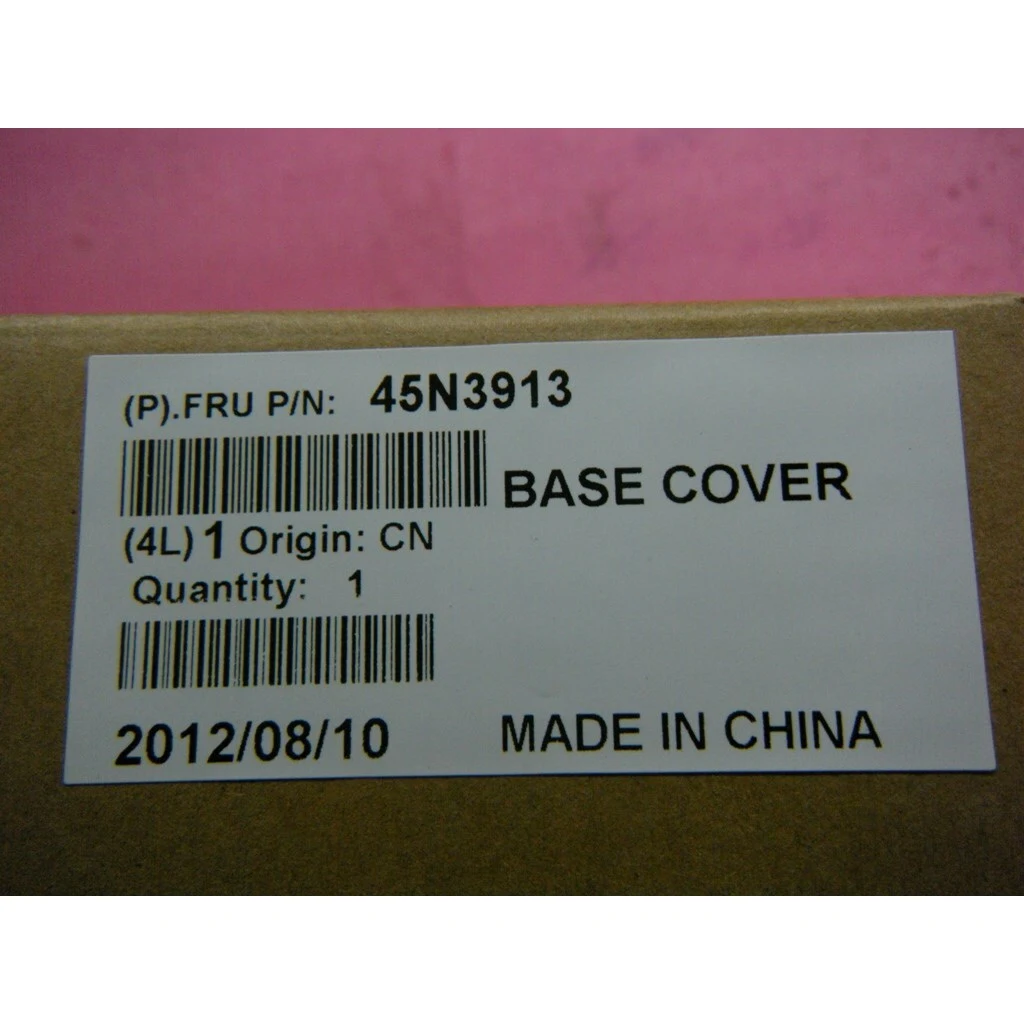 (P).FRU P/N: 45N3913
BASE COVER
(4L) 1 Origin: CN
Quantity: 1
2012/08/10 MADE IN CHINA